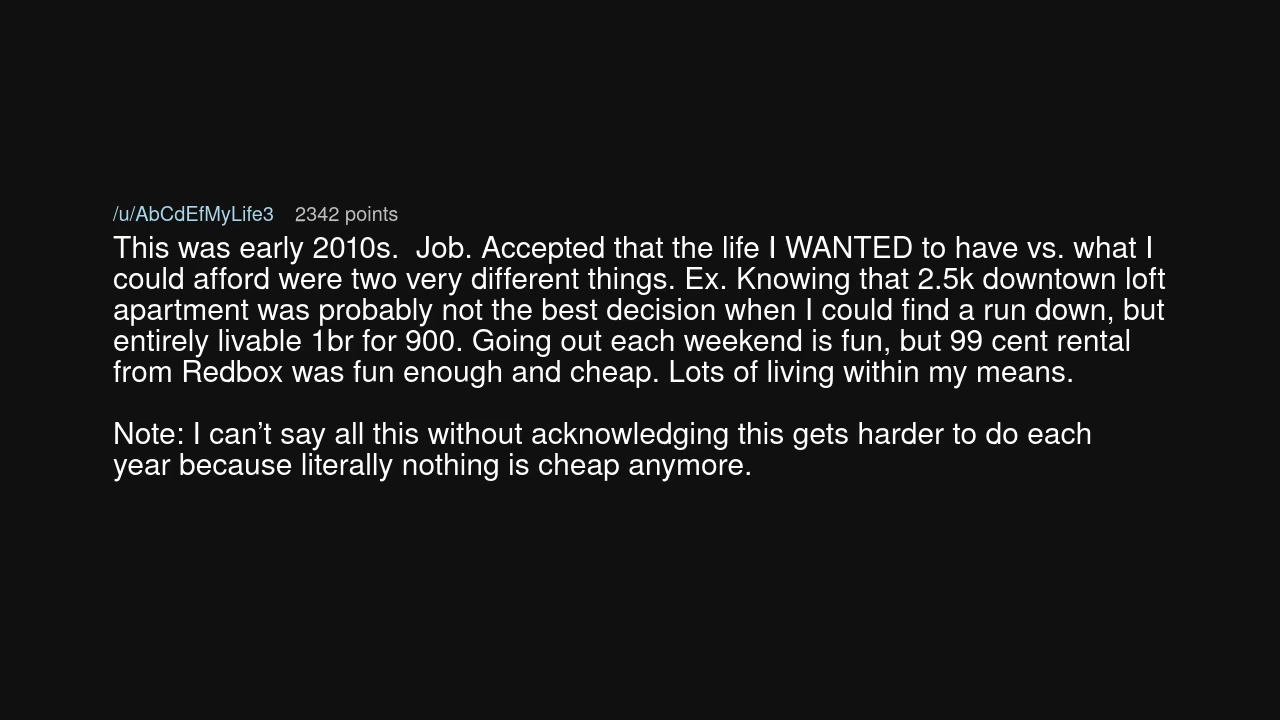 /u/AbCdEfMyLife3 2342 points
This was early 2010s.  Job. Accepted that the life I WANTED to have vs. what I
could afford were two very different things. Ex. Knowing that 2.5k downtown loft
apartment was probably not the best decision when I could find a run down, but
entirely livable 1br for 900. Going out each weekend is fun, but 99 cent rental
from Redbox was fun enough and cheap. Lots of living within my means.
Note: I can’t say all this without acknowledging this gets harder to do each
year because literally nothing is cheap anymore.